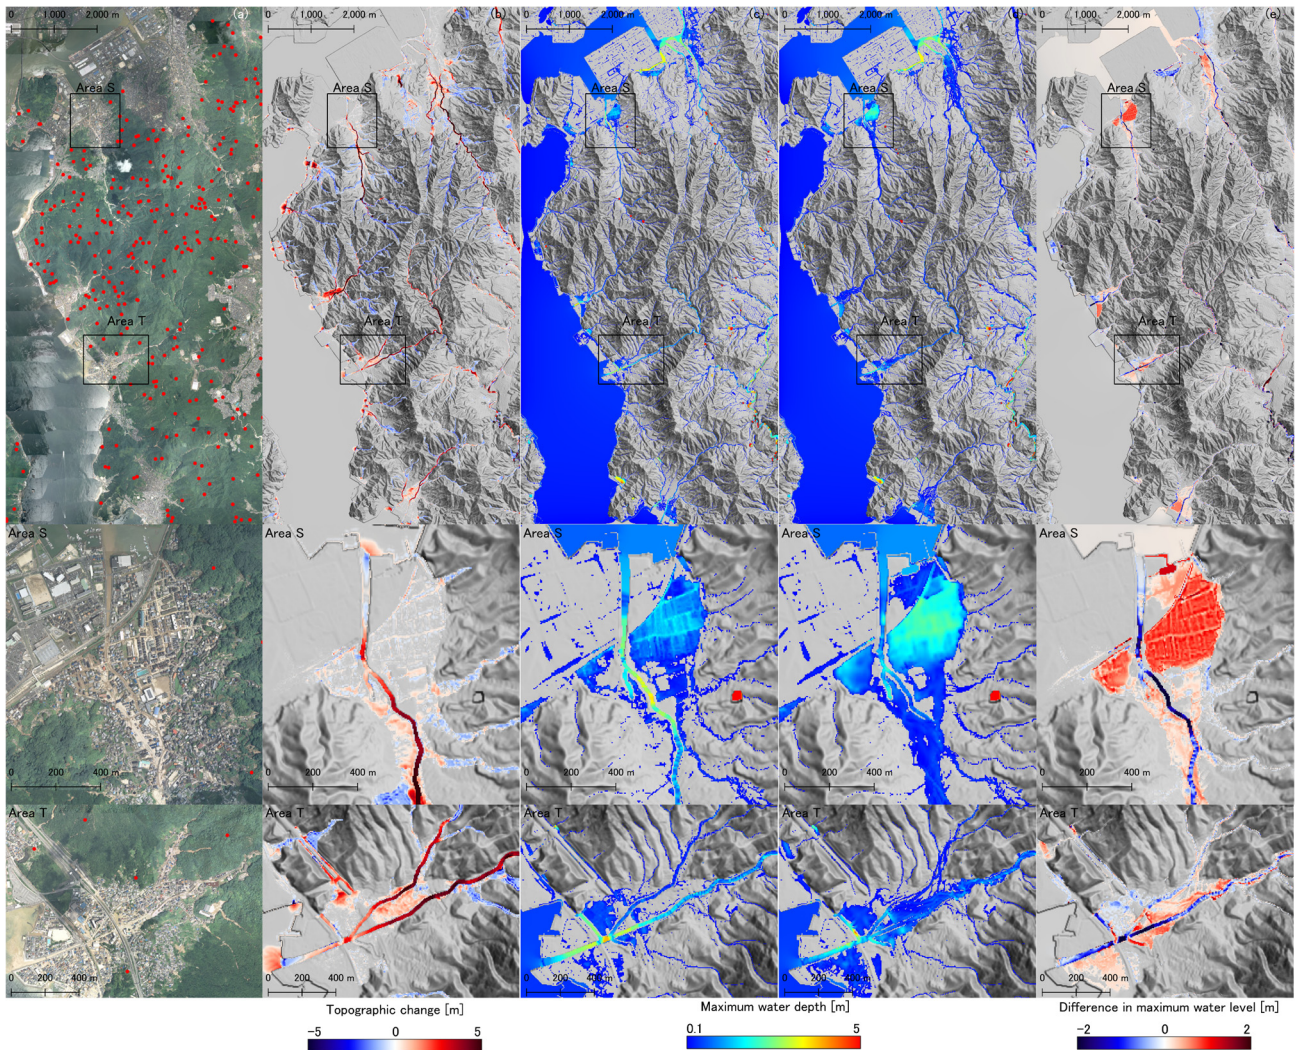 0 1,000 2,000 m (a)
0 1,000 2,000 m (b)
0 1,000 2,000 m (c)
0 1,000 2,000 m (d)
0 1,000 2,000 m (e)
Area S
Area S
Area S
Area S
Area S
Area T
Area T
Area T
Area T
Area T
Area S
Area S
Area S
Area S
Area S
0 200 400 m
0 200 400 m
0 200 400 m
0 200 400 m
0 200 400 m
Area T
Area T
Area T
Area T
Area T
0 200 400 m
0 200 400 m
0 200 400 m
0 200 400 m
0 200 400 m
Topographic change [m]
-5 0 5
Maximum water depth [m]
0.1 5
Difference in maximum water level [m]
-2 0 2